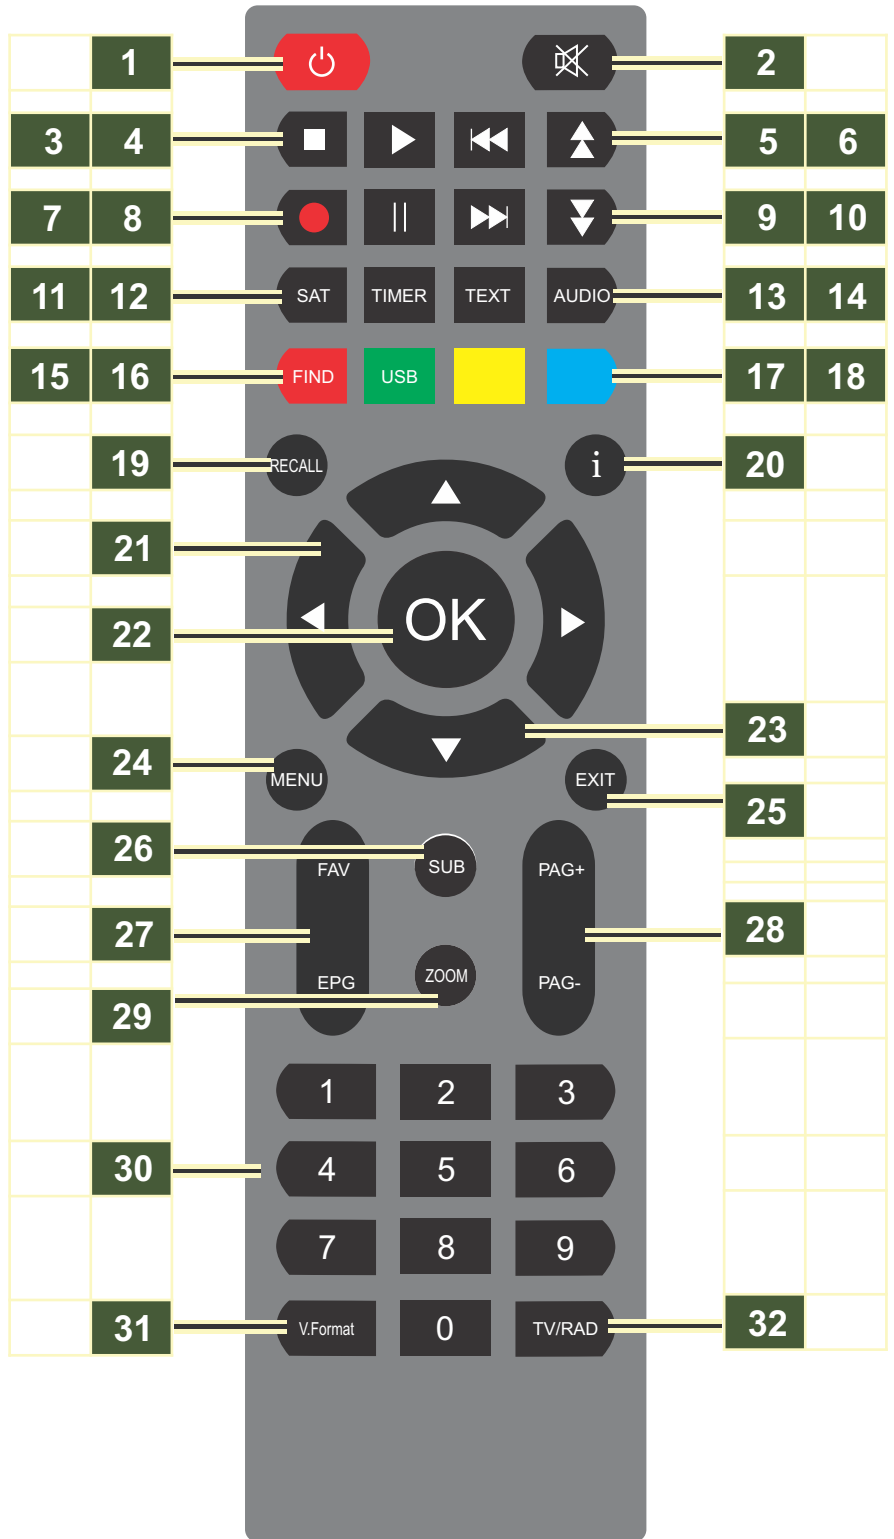 1 2
3 4 5 6
7 8 9 10
11 12 SAT TIMER TEXT AUDIO 13 14
15 16 FIND USB 17 18
19 RECALL i 20
21
22 OK
23
24 MENU EXIT
25
26 FAV SUB PAG+
27 28
EPG ZOOM PAG-
29
1 2 3
30 4 5 6
7 8 9
31 V.Format 0 TV/RAD 32